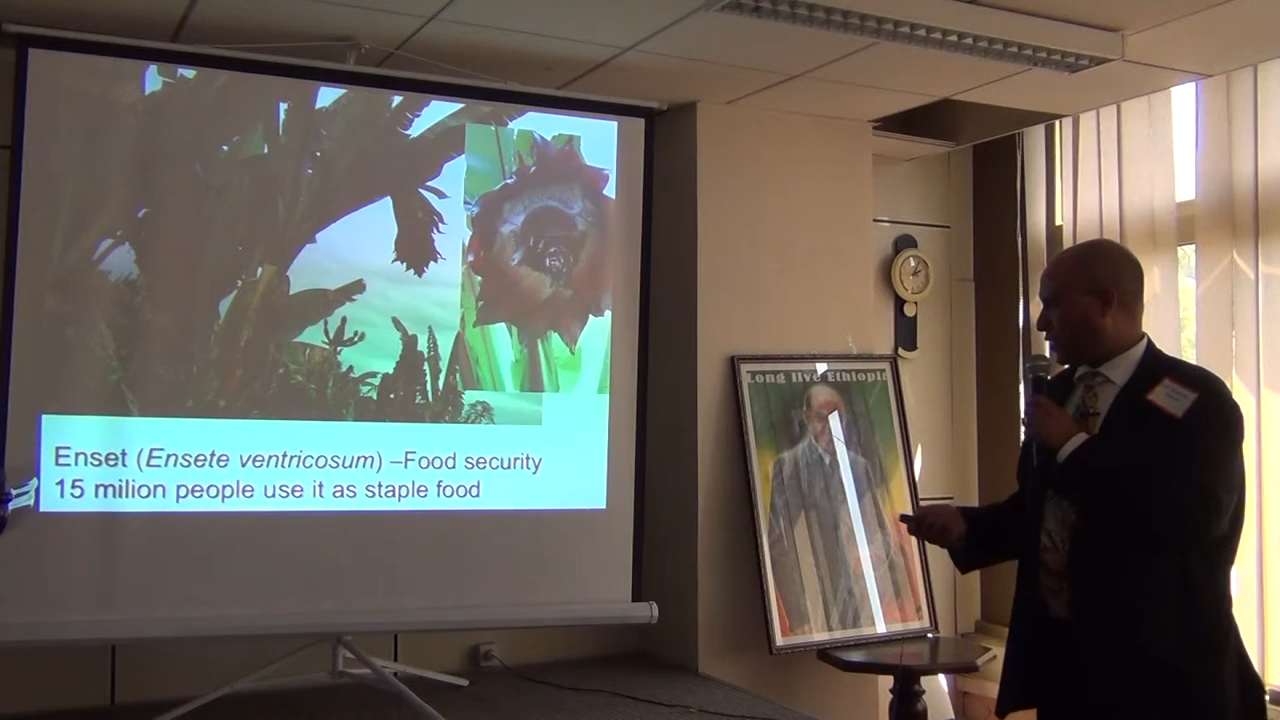 Enset (Ensete ventricosum) –Food security
15 milion people use it as staple food
Long live Ethiopia